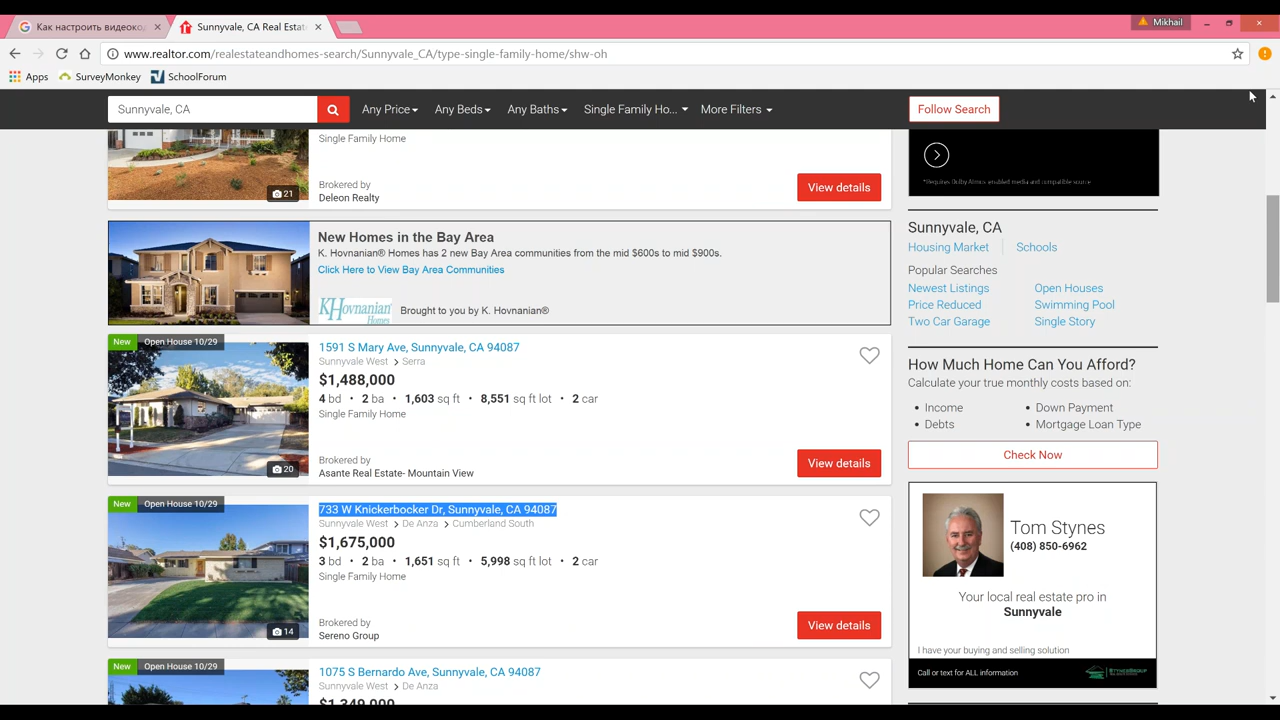 Как настроить видеокод
Sunnyvale, CA Real Estat
Mikhail
www.realtor.com/realestateandhomes-search/Sunnyvale_CA/type-single-family-home/shw-oh
Apps SurveyMonkey SchoolForum
Sunnyvale, CA
Any Price Any Beds Any Baths Single Family Ho... More Filters
Follow Search
Single Family Home
21
Brokered by
Deleon Realty
View details
New Homes in the Bay Area
K. Hovnanian® Homes has 2 new Bay Area communities from the mid $600s to mid $900s.
Click Here to View Bay Area Communities
KHovnanian Homes
Brought to you by K. Hovnanian®
New Open House 10/29
1591 S Mary Ave, Sunnyvale, CA 94087
Sunnyvale West > Serra
$1,488,000
4 bd • 2 ba • 1,603 sq ft • 8,551 sq ft lot • 2 car
Single Family Home
20
Brokered by
Asante Real Estate- Mountain View
View details
New Open House 10/29
733 W Knickerbocker Dr, Sunnyvale, CA 94087
Sunnyvale West > De Anza > Cumberland South
$1,675,000
3 bd • 2 ba • 1,651 sq ft • 5,998 sq ft lot • 2 car
Single Family Home
14
Brokered by
Sereno Group
View details
New Open House 10/29
1075 S Bernardo Ave, Sunnyvale, CA 94087
Sunnyvale West > De Anza
$1,349,000
Sunnyvale, CA
Housing Market Schools
Popular Searches
Newest Listings Open Houses
Price Reduced Swimming Pool
Two Car Garage Single Story
How Much Home Can You Afford?
Calculate your true monthly costs based on:
• Income • Down Payment
• Debts • Mortgage Loan Type
Check Now
Tom Stynes
(408) 850-6962
Your local real estate pro in
Sunnyvale
I have your buying and selling solution
Call or text for ALL information